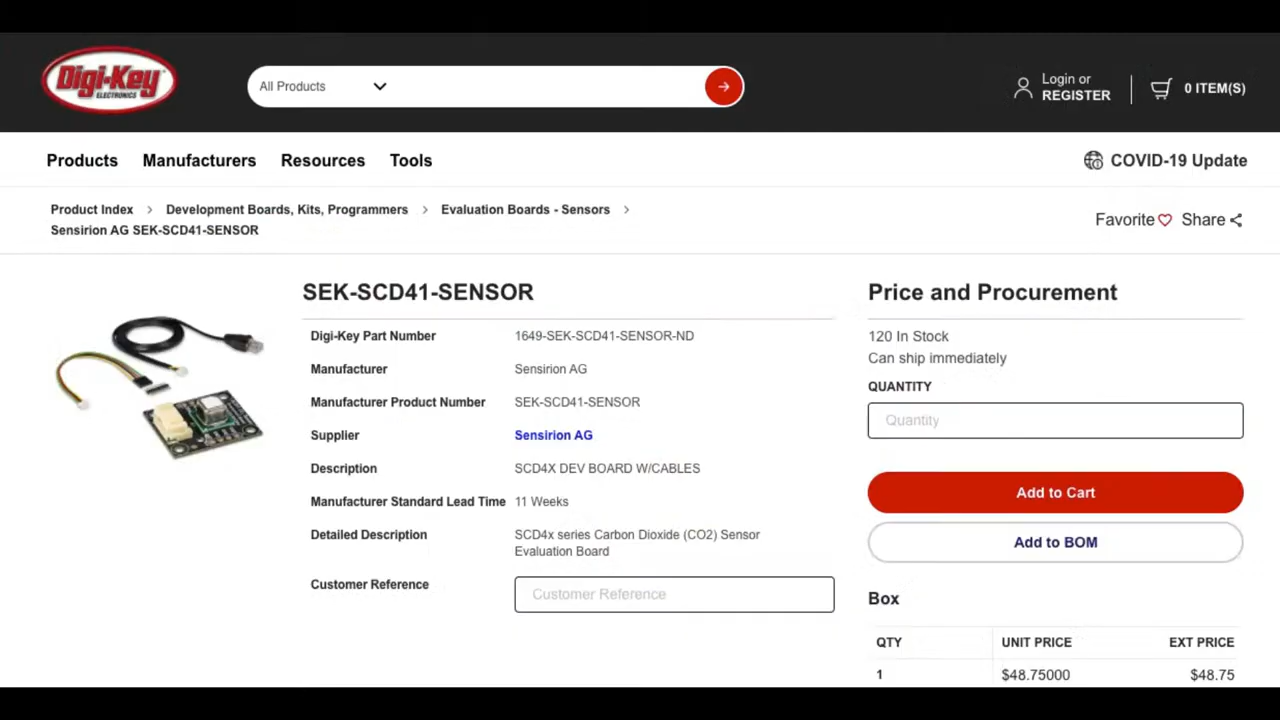 Digi-Key
ELECTRONICS
All Products
Login or
REGISTER
0 ITEM(S)
Products
Manufacturers
Resources
Tools
COVID-19 Update
Product Index > Development Boards, Kits, Programmers > Evaluation Boards - Sensors >
Sensirion AG SEK-SCD41-SENSOR
Favorite
Share
SEK-SCD41-SENSOR
Digi-Key Part Number 1649-SEK-SCD41-SENSOR-ND
Manufacturer Sensirion AG
Manufacturer Product Number SEK-SCD41-SENSOR
Supplier Sensirion AG
Description SCD4X DEV BOARD W/CABLES
Manufacturer Standard Lead Time 11 Weeks
Detailed Description SCD4x series Carbon Dioxide (CO2) Sensor
Evaluation Board
Customer Reference Customer Reference
Price and Procurement
120 In Stock
Can ship immediately
QUANTITY
Quantity
Add to Cart
Add to BOM
Box
QTY UNIT PRICE EXT PRICE
1 $48.75000 $48.75